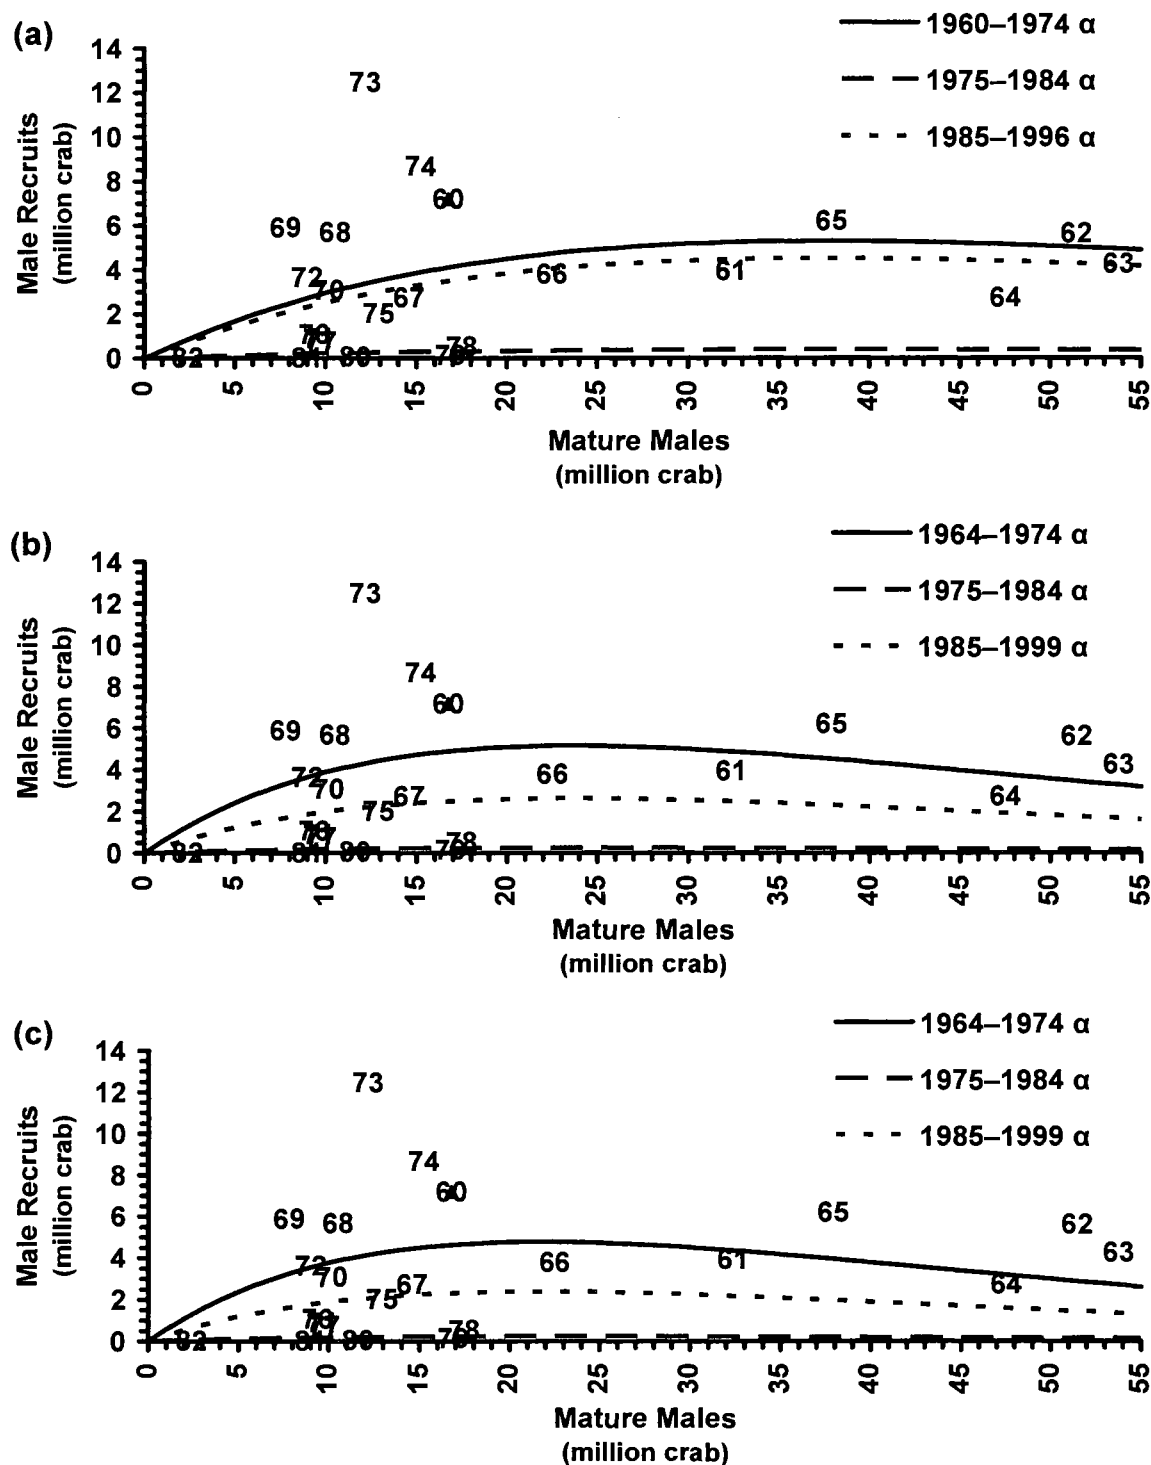 (a)
1960–1974 α
1975–1984 α
1985–1996 α
Male Recruits
(million crab)
14
12
10
8
6
4
2
0
73
74
60
69
68
65
62
63
72
70
67
66
61
64
75
78
82
0 5 10 15 20 25 30 35 40 45 50 55
Mature Males
(million crab)
(b)
1964–1974 α
1975–1984 α
1985–1999 α
Male Recruits
(million crab)
14
12
10
8
6
4
2
0
73
74
60
69
68
65
62
63
72
70
67
66
61
64
75
78
82
0 5 10 15 20 25 30 35 40 45 50 55
Mature Males
(million crab)
(c)
1964–1974 α
1975–1984 α
1985–1999 α
Male Recruits
(million crab)
14
12
10
8
6
4
2
0
73
74
60
69
68
65
62
63
72
70
67
66
61
64
75
78
82
0 5 10 15 20 25 30 35 40 45 50 55
Mature Males
(million crab)